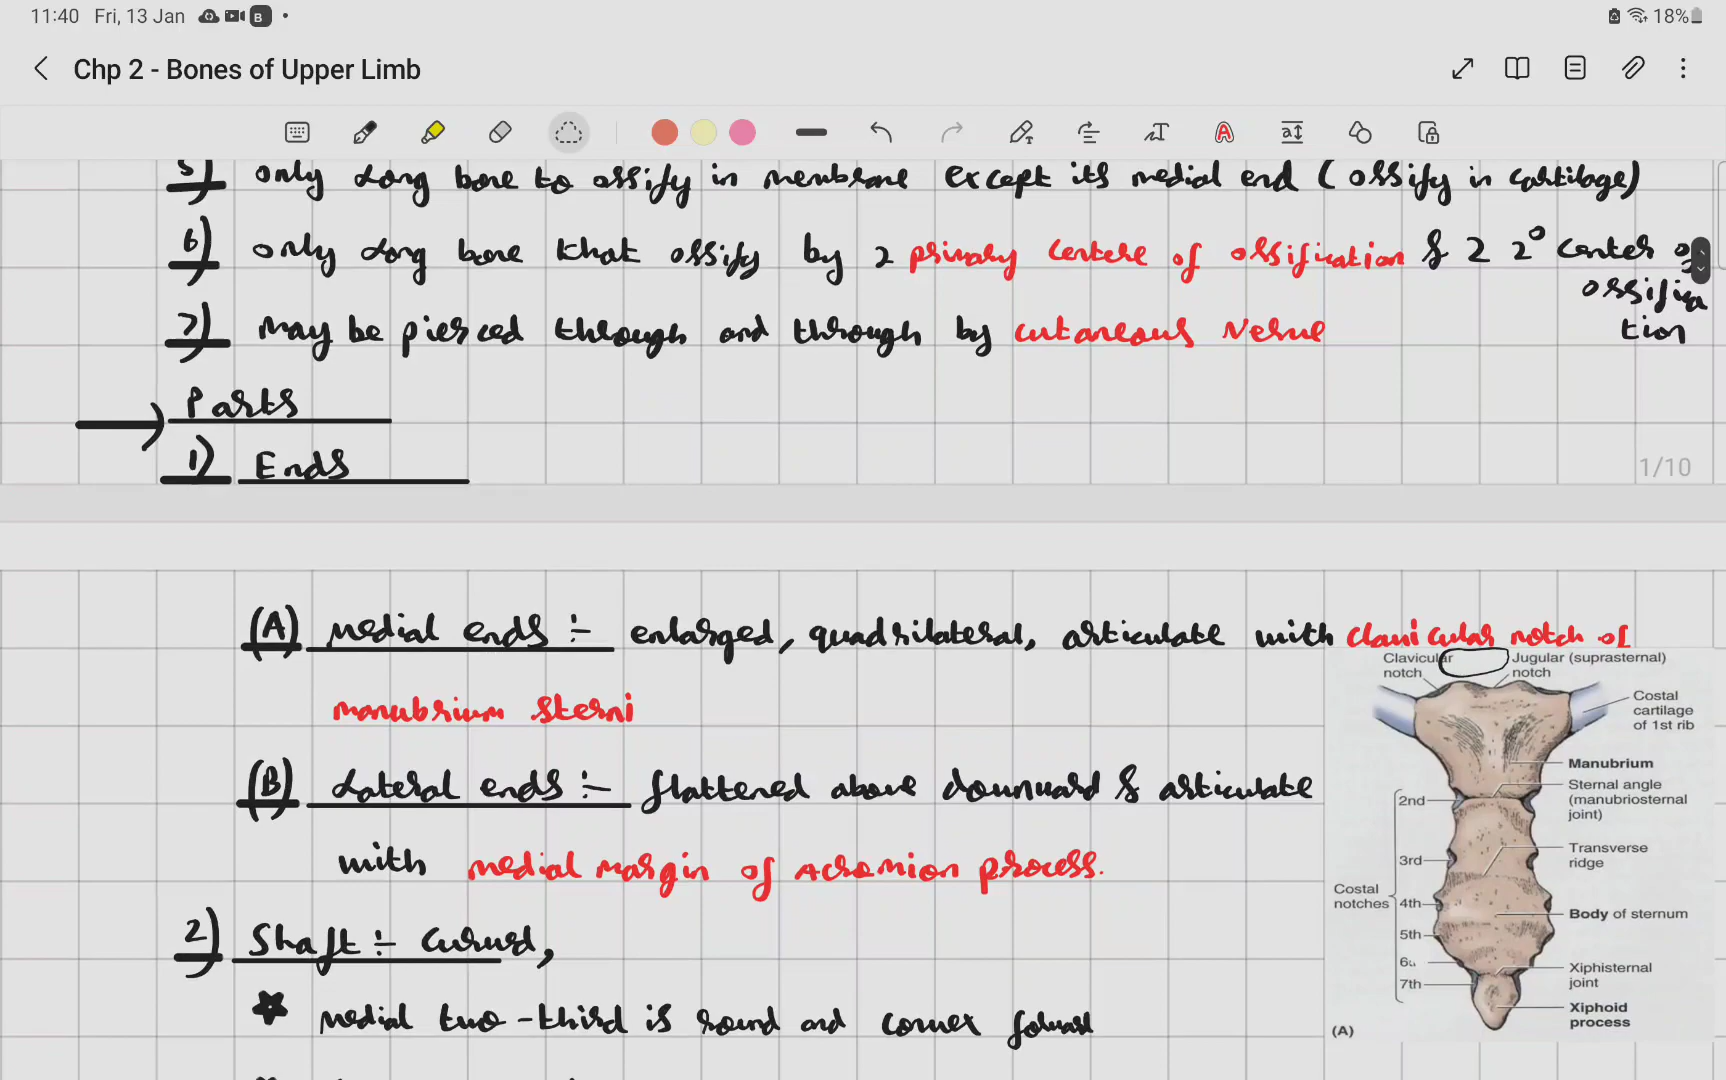 11:40 Fri, 13 Jan
18%
Chp 2 - Bones of Upper Limb
5) only Long bone to ossify in membrane except its medial end (ossify in cartilage)
6) only Long bone that ossify by 2 primary centere of ossification & 2 2° center of ossification
7) May be pierced through and through by cutaneous Nerve
Parts
1) Ends
1/10
(A) Medial ends :- enlarged, quadrilateral, articulate with clavicular notch of
manubrium sterni
(B) Lateral ends :- flattened above downward & articulate
with medial margin of Acromion process.
2) Shaft :- Curved,
medial two-third is round and convex forward
Clavicular notch
Jugular (suprasternal) notch
Costal cartilage of 1st rib
Manubrium
Sternal angle (manubriosternal joint)
Transverse ridge
Body of sternum
Xiphisternal joint
Xiphoid process
Costal notches
2nd
3rd
4th
5th
7th
(A)